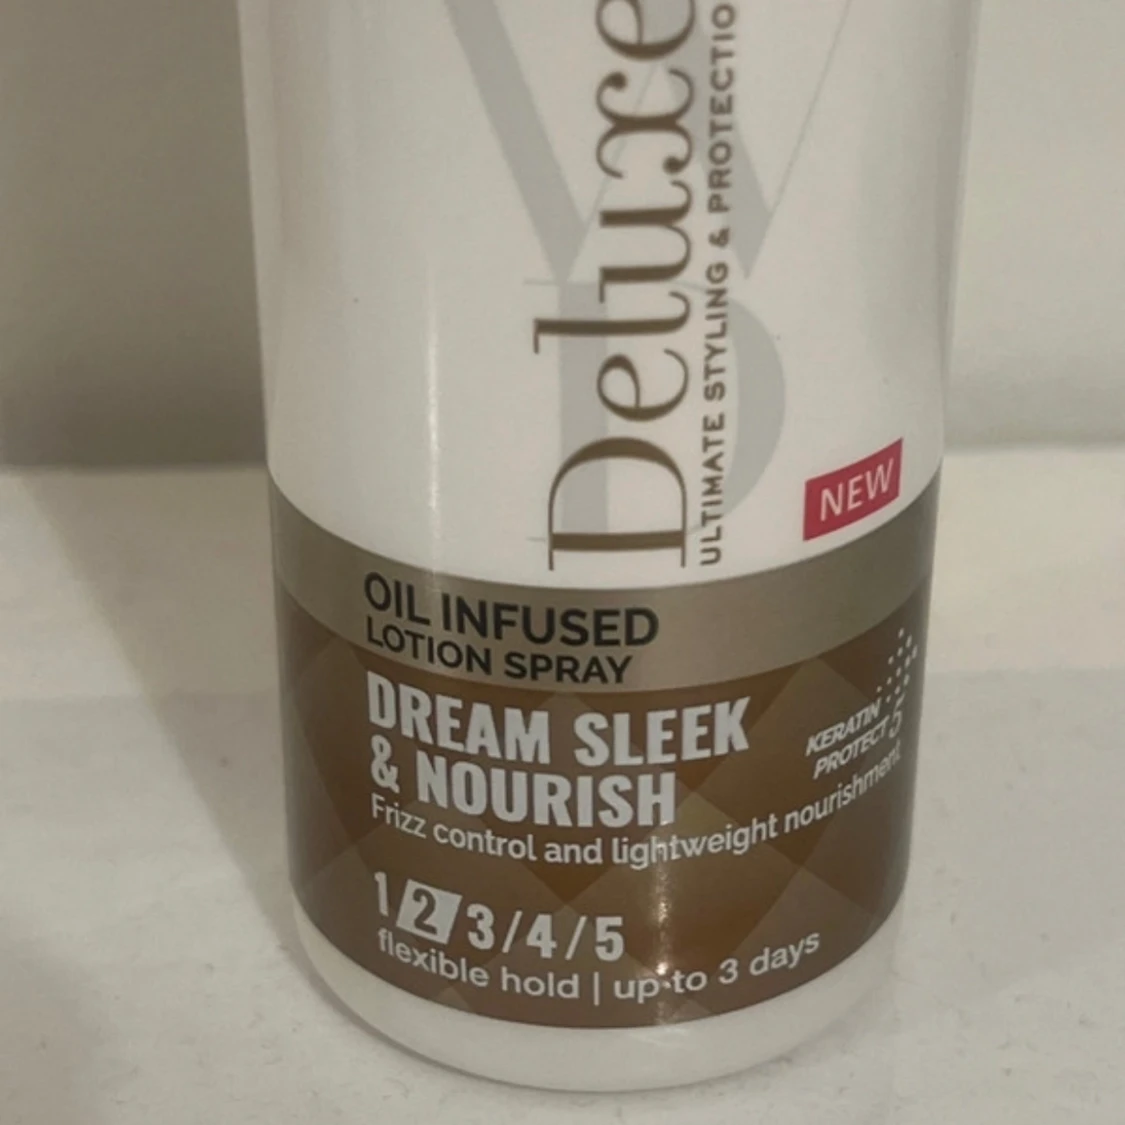 Deluxe
ULTIMATE STYLING & PROTECTIO
NEW
OIL INFUSED
LOTION SPRAY
DREAM SLEEK
& NOURISH
Frizz control and lightweight nourishment
KERATIN
PROTECT
1/2/3/4/5
flexible hold | up to 3 days